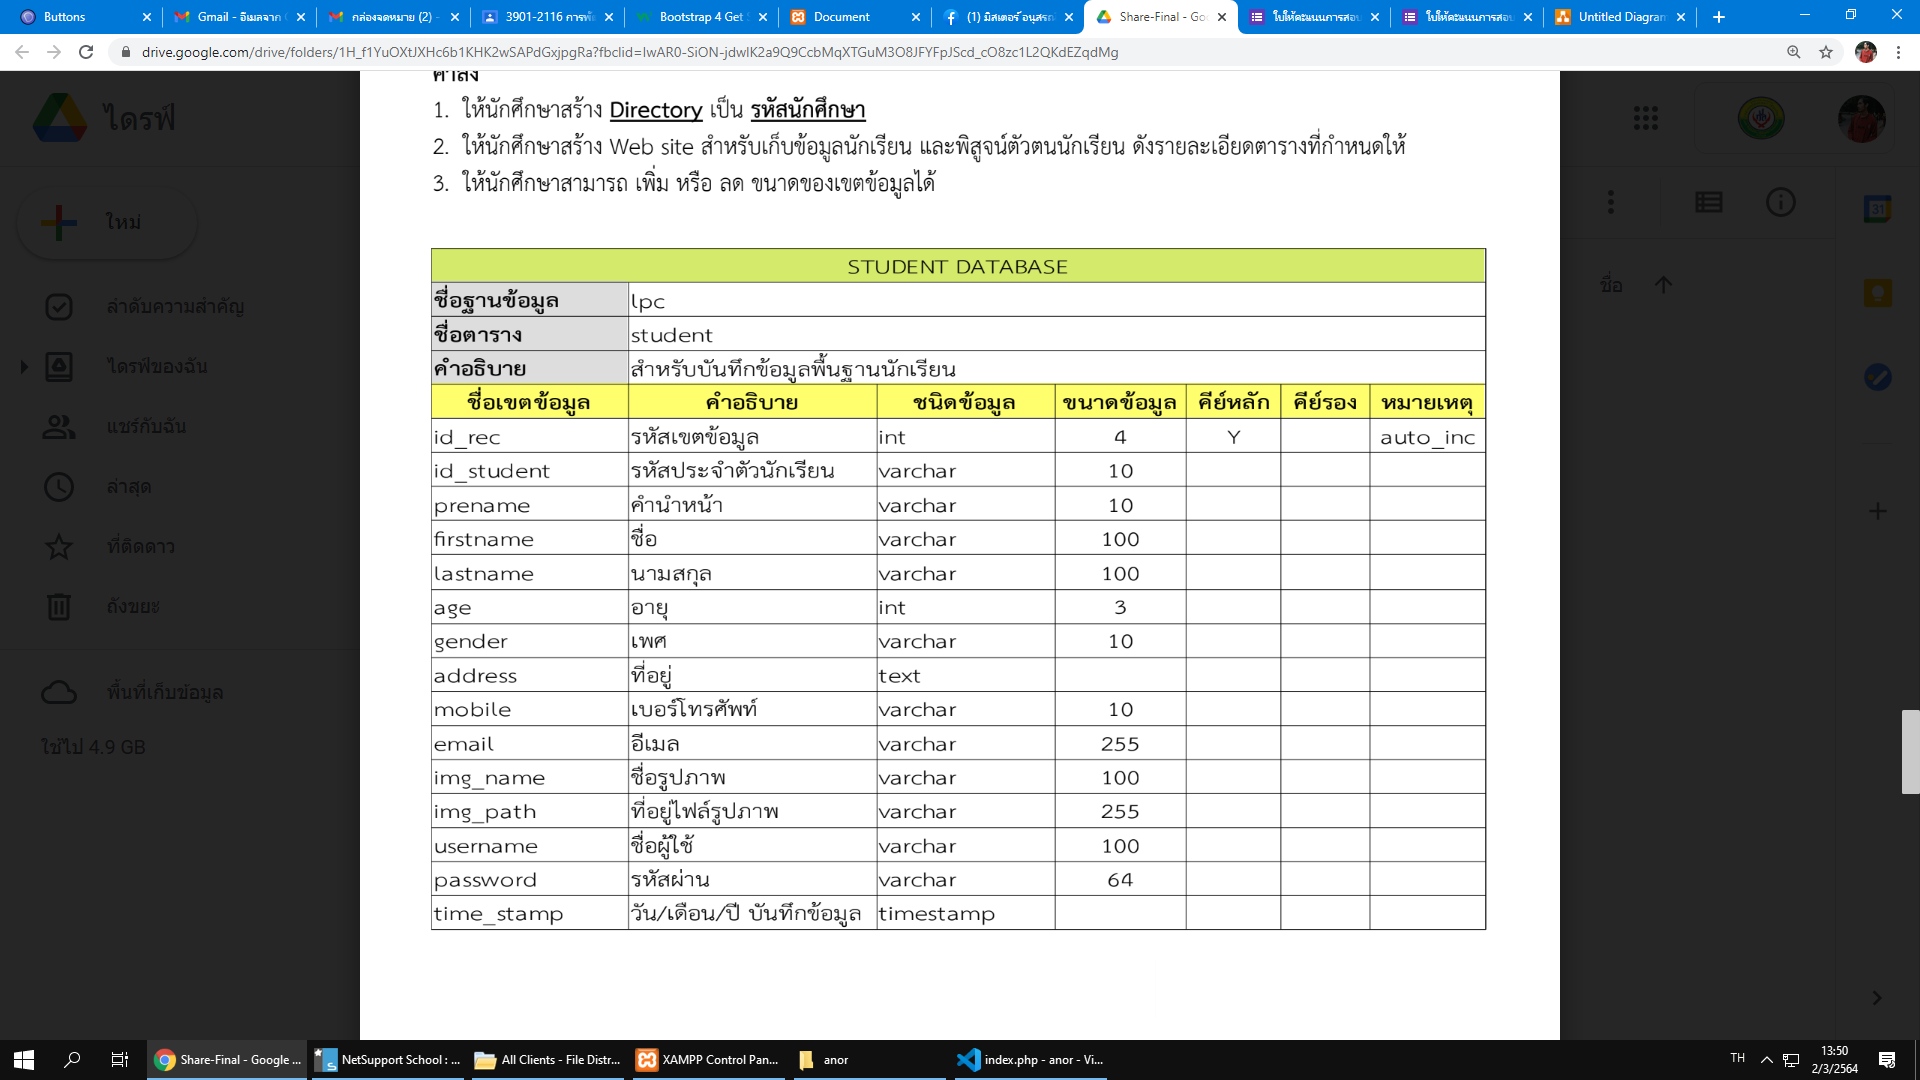 Buttons
Gmail - อีเมลจาก
กล่องจดหมาย (2) -
3901-2116 การพั
Bootstrap 4 Get
Document
(1) มิสเตอร์ อนุสรณ์
Share-Final - Go
ใบให้คะแนนการสอบ
ใบให้คะแนนการสอบ
Untitled Diagram
drive.google.com/drive/folders/1H_f1YuOXtJXHc6b1KHK2wSAPdGxjpgRa?fbclid=IwAR0-SiON-jdwlK2a9Q9CcbMqXTGuM3O8JFYFpJScd_cO8zc1L2QKdEZqdMg
ไดรฟ์
ใหม่
ลำดับความสำคัญ
ไดรฟ์ของฉัน
แชร์กับฉัน
ล่าสุด
ที่ติดดาว
ถังขยะ
พื้นที่เก็บข้อมูล
ใช้ไป 4.9 GB
ชื่อ
31
คำสั่ง
1. ให้นักศึกษาสร้าง Directory เป็น รหัสนักศึกษา
2. ให้นักศึกษาสร้าง Web site สำหรับเก็บข้อมูลนักเรียน และพิสูจน์ตัวตนนักเรียน ดังรายละเอียดตารางที่กำหนดให้
3. ให้นักศึกษาสามารถ เพิ่ม หรือ ลด ขนาดของเขตข้อมูลได้
STUDENT DATABASE
ชื่อฐานข้อมูล lpc
ชื่อตาราง student
คำอธิบาย สำหรับบันทึกข้อมูลพื้นฐานนักเรียน
ชื่อเขตข้อมูล คำอธิบาย ชนิดข้อมูล ขนาดข้อมูล คีย์หลัก คีย์รอง หมายเหตุ
id_rec รหัสเขตข้อมูล int 4 Y auto_inc
id_student รหัสประจำตัวนักเรียน varchar 10
prename คำนำหน้า varchar 10
firstname ชื่อ varchar 100
lastname นามสกุล varchar 100
age อายุ int 3
gender เพศ varchar 10
address ที่อยู่ text
mobile เบอร์โทรศัพท์ varchar 10
email อีเมล varchar 255
img_name ชื่อรูปภาพ varchar 100
img_path ที่อยู่ไฟล์รูปภาพ varchar 255
username ชื่อผู้ใช้ varchar 100
password รหัสผ่าน varchar 64
time_stamp วัน/เดือน/ปี บันทึกข้อมูล timestamp
Share-Final - Google ...
NetSupport School : ...
All Clients - File Distr...
XAMPP Control Pan...
anor
index.php - anor - Vi...
TH
13:50
2/3/2564